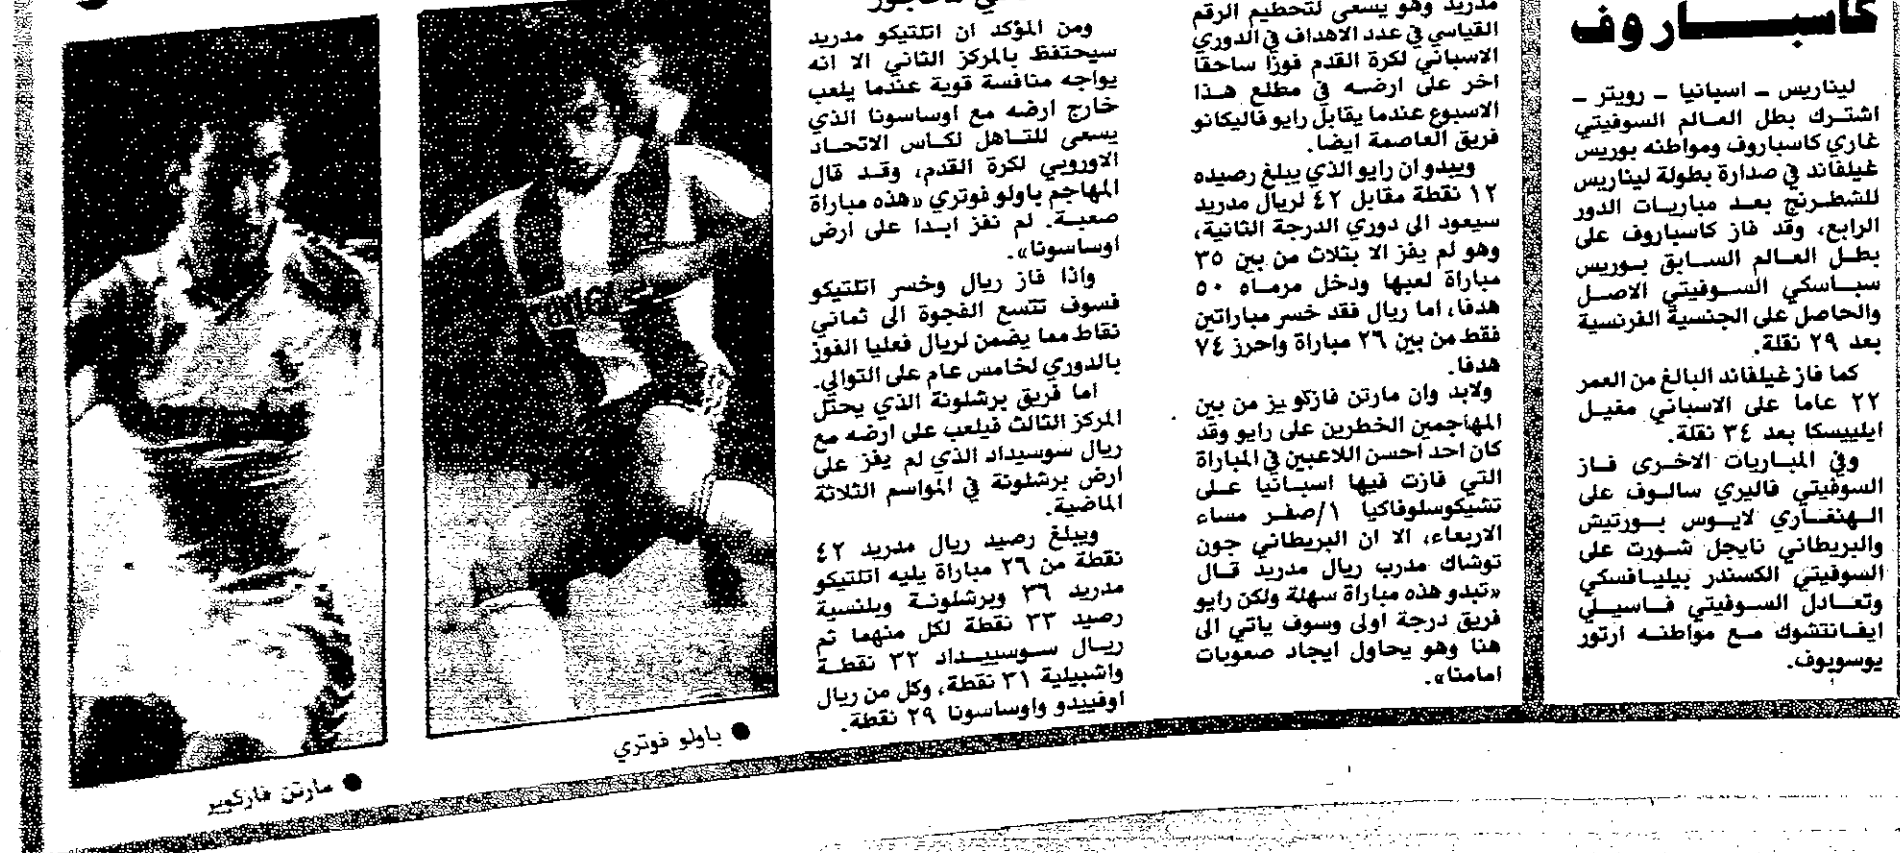 كاسبـــــاروف
ليناريس ـ اسبانيا ـ رويتر ـ
اشترك بطل العالم السوفيتي
غاري كاسباروف ومواطنه بوريس
غيلفاند في صدارة بطولة ليناريس
للشطرنج بعد مباريات الدور
الرابع، وقد فاز كاسباروف على
بطل العالم السابق بوريس
سباسكي السوفيتي الاصل
والحاصل على الجنسية الفرنسية
بعد ٢٩ نقلة.
كما فاز غيلفاند البالغ من العمر
٢٢ عاما على الاسباني مغيل
ايلييسكا بعد ٣٤ نقلة.
وفي المباريات الاخرى فاز
السوفيتي فاليري سالوف على
الهنغاري لايوس بورتيش
والبريطاني نايجل شورت على
السوفيتي الكسندر بيليافسكي
وتعادل السوفيتي فاسيلي
ايفانتشوك مع مواطنه ارتور
يوسوبوف.
مدريد وهو يسعى لتحطيم الرقم
القياسي في عدد الاهداف في الدوري
الاسباني لكرة القدم فوزا ساحقا
اخر على ارضه في مطلع هذا
الاسبوع عندما يقابل رايو فاليكانو
فريق العاصمة ايضا.
ويبدو ان رايو الذي يبلغ رصيده
١٢ نقطة مقابل ٤٢ لريال مدريد
سيعود الى دوري الدرجة الثانية،
وهو لم يفز الا بثلاث من بين ٣٥
مباراة لعبها ودخل مرماه ٥٠
هدفا، اما ريال فقد خسر مباراتين
فقط من بين ٢٦ مباراة واحرز ٧٤
هدفا.
ولابد وان مارتن فازكويز من بين
المهاجمين الخطرين على رايو وقد
كان احد احسن اللاعبين في المباراة
التي فازت فيها اسبانيا على
تشيكوسلوفاكيا ١/صفر مساء
الاربعاء، الا ان البريطاني جون
توشاك مدرب ريال مدريد قال
«تبدو هذه مباراة سهلة ولكن رايو
فريق درجة اولى وسوف ياتي الى
هنا وهو يحاول ايجاد صعوبات
امامنا».
ومن المؤكد ان اتلتيكو مدريد
سيحتفظ بالمركز الثاني الا انه
يواجه منافسة قوية عندما يلعب
خارج ارضه مع اوساسونا الذي
يسعى للتاهل لكاس الاتحاد
الاوروبي لكرة القدم، وقد قال
المهاجم باولو فوتري «هذه مباراة
صعبة. لم نفز ابدا على ارض
اوساسونا».
واذا فاز ريال وخسر اتلتيكو
فسوف تتسع الفجوة الى ثماني
نقاط مما يضمن لريال فعليا الفوز
بالدوري لخامس عام على التوالي.
اما فريق برشلونة الذي يحتل
المركز الثالث فيلعب على ارضه مع
ريال سوسيداد الذي لم يفز على
ارض برشلونة في المواسم الثلاثة
الماضية.
ويبلغ رصيد ريال مدريد ٤٢
نقطة من ٢٦ مباراة يليه اتلتيكو
مدريد ٣٦ وبرشلونة وبلنسية
رصيد ٣٣ نقطة لكل منهما ثم
ريال سوسييداد ٣٢ نقطة
واشبيلية ٣١ نقطة، وكل من ريال
اوفييدو واوساسونا ٢٩ نقطة.
● باولو فوتري
● مارتن فازكويز